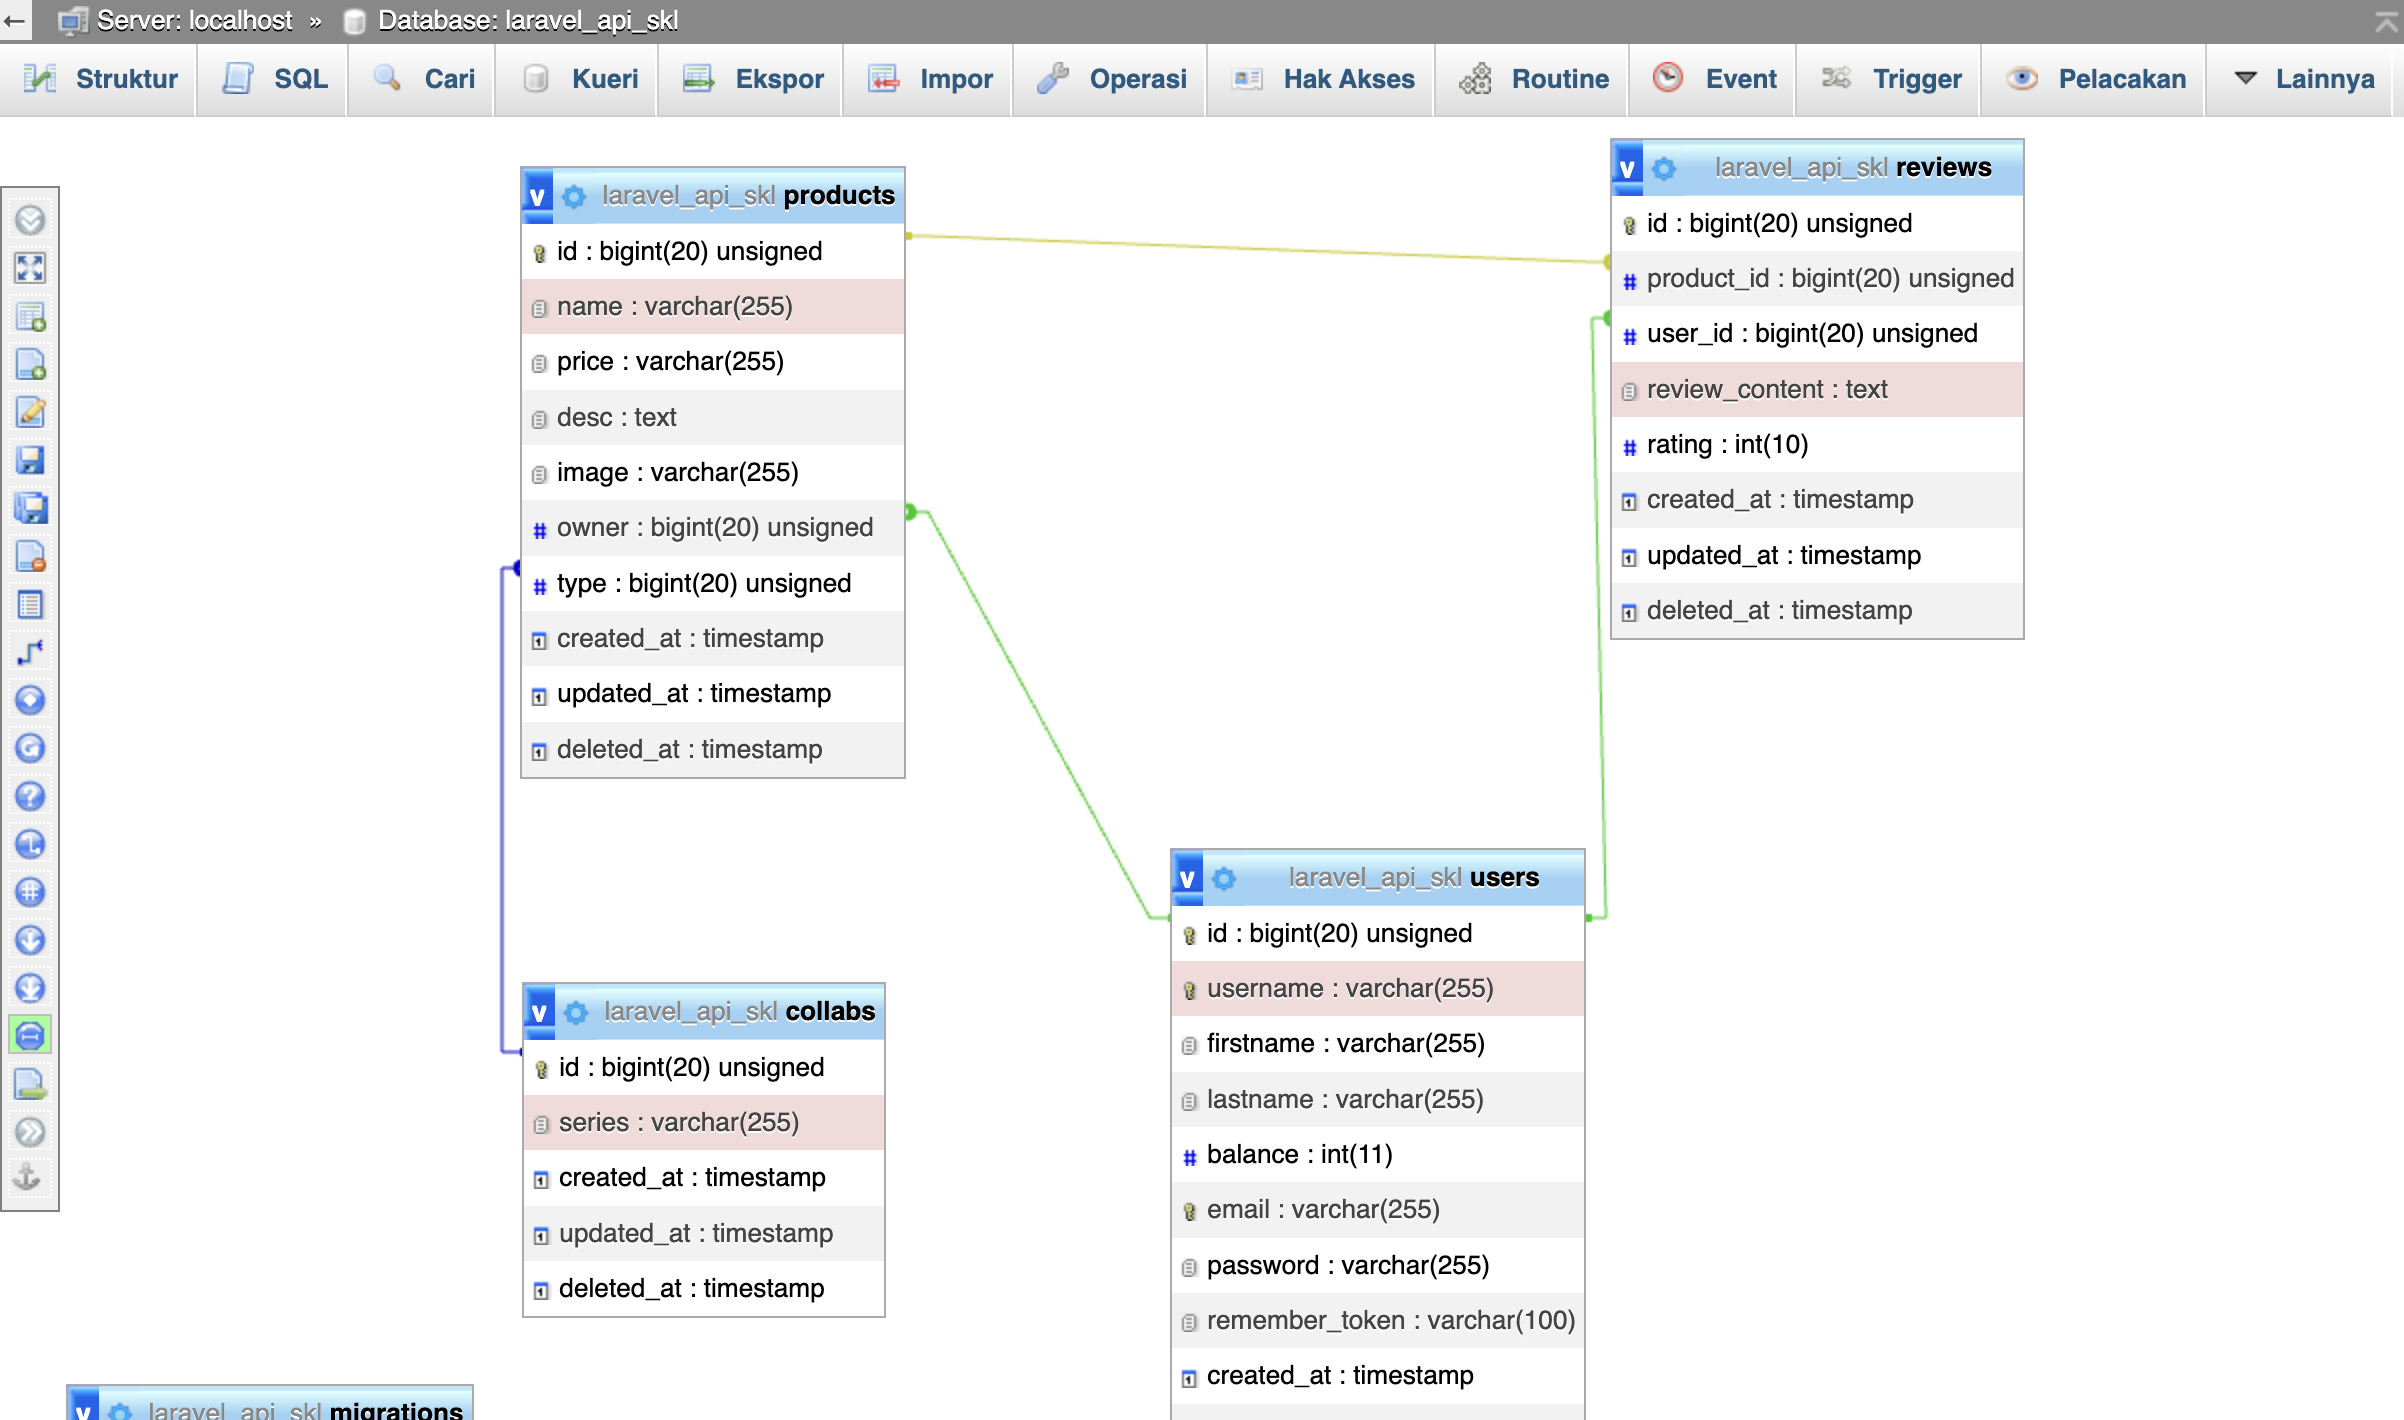 Server: localhost » Database: laravel_api_skl
Struktur SQL Cari Kueri Ekspor Impor Operasi Hak Akses Routine Event Trigger Pelacakan Lainnya
v laravel_api_skl products
id : bigint(20) unsigned
name : varchar(255)
price : varchar(255)
desc : text
image : varchar(255)
# owner : bigint(20) unsigned
# type : bigint(20) unsigned
created_at : timestamp
updated_at : timestamp
deleted_at : timestamp
v laravel_api_skl reviews
id : bigint(20) unsigned
# product_id : bigint(20) unsigned
# user_id : bigint(20) unsigned
review_content : text
# rating : int(10)
created_at : timestamp
updated_at : timestamp
deleted_at : timestamp
v laravel_api_skl collabs
id : bigint(20) unsigned
series : varchar(255)
created_at : timestamp
updated_at : timestamp
deleted_at : timestamp
v laravel_api_skl users
id : bigint(20) unsigned
username : varchar(255)
firstname : varchar(255)
lastname : varchar(255)
# balance : int(11)
email : varchar(255)
password : varchar(255)
remember_token : varchar(100)
created_at : timestamp
v laravel_api_skl migrations